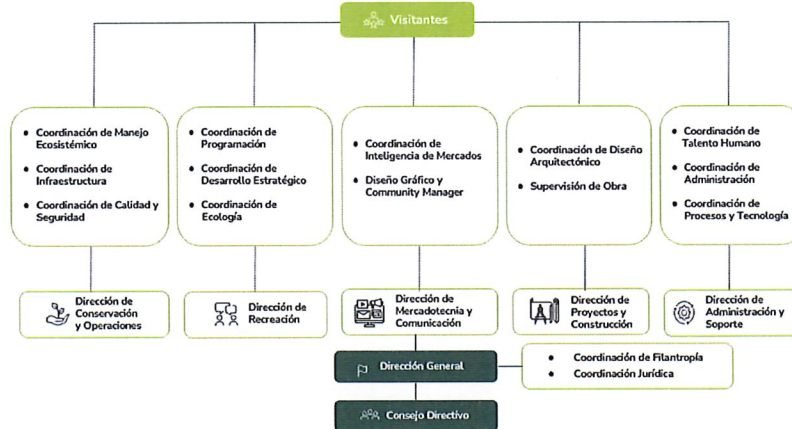 Visitantes
• Coordinación de Manejo
Ecosistémico
• Coordinación de
Infraestructura
• Coordinación de Calidad y
Seguridad
• Coordinación de
Programación
• Coordinación de
Desarrollo Estratégico
• Coordinación de
Ecología
• Coordinación de
Inteligencia de Mercados
• Diseño Gráfico y
Community Manager
• Coordinación de Diseño
Arquitectónico
• Supervisión de Obra
• Coordinación de
Talento Humano
• Coordinación de
Administración
• Coordinación de
Procesos y Tecnología
Dirección de
Conservación
y Operaciones
Dirección de
Recreación
Dirección de
Mercadotecnia y
Comunicación
Dirección de
Proyectos y
Construcción
Dirección de
Administración y
Soporte
Dirección General
• Coordinación de Filantropía
• Coordinación Jurídica
Consejo Directivo